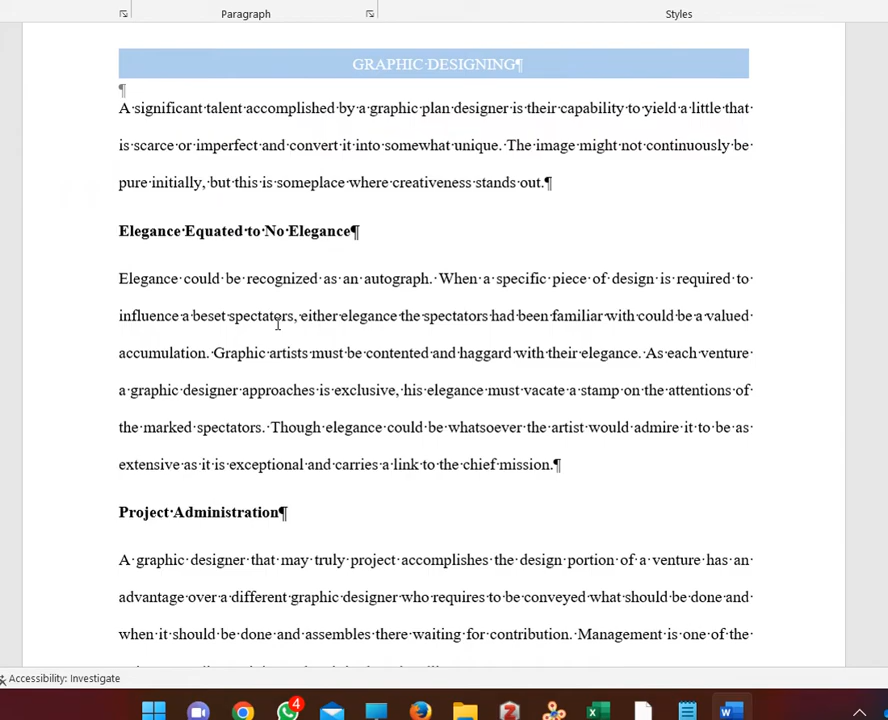 Paragraph
Styles
GRAPHIC·DESIGNING¶
¶
A·significant·talent·accomplished·by·a·graphic·plan·designer·is·their·capability·to·yield·a·little·that·
is·scarce·or·imperfect·and·convert·it·into·somewhat·unique.·The·image·might·not·continuously·be·
pure·initially,·but·this·is·someplace·where·creativeness·stands·out.¶
Elegance·Equated·to·No·Elegance¶
Elegance·could·be·recognized·as·an·autograph.·When·a·specific·piece·of·design·is·required·to·
influence·a·beset·spectators,·either·elegance·the·spectators·had·been·familiar·with·could·be·a·valued·
accumulation.·Graphic·artists·must·be·contented·and·haggard·with·their·elegance.·As·each·venture·
a·graphic·designer·approaches·is·exclusive,·his·elegance·must·vacate·a·stamp·on·the·attentions·of·
the·marked·spectators.·Though·elegance·could·be·whatsoever·the·artist·would·admire·it·to·be·as·
extensive·as·it·is·exceptional·and·carries·a·link·to·the·chief·mission.¶
Project·Administration¶
A·graphic·designer·that·may·truly·project·accomplishes·the·design·portion·of·a·venture·has·an·
advantage·over·a·different·graphic·designer·who·requires·to·be·conveyed·what·should·be·done·and·
when·it·should·be·done·and·assembles·there·waiting·for·contribution.·Management·is·one·of·the·
Accessibility: Investigate
4